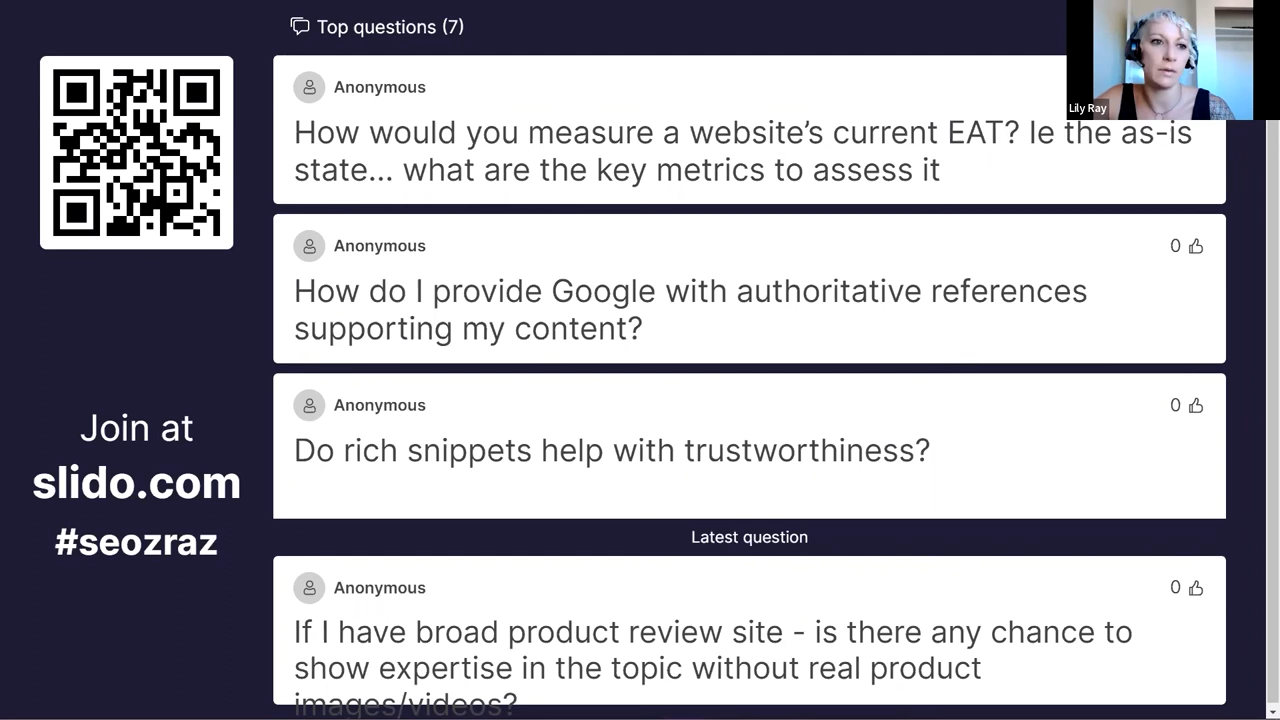 Top questions (7)
Lily Ray
Anonymous
How would you measure a website's current EAT? Ie the as-is
state... what are the key metrics to assess it
Anonymous
0
How do I provide Google with authoritative references
supporting my content?
Anonymous
0
Do rich snippets help with trustworthiness?
Join at
slido.com
#seozraz
Latest question
Anonymous
0
If I have broad product review site - is there any chance to
show expertise in the topic without real product
images/videos?